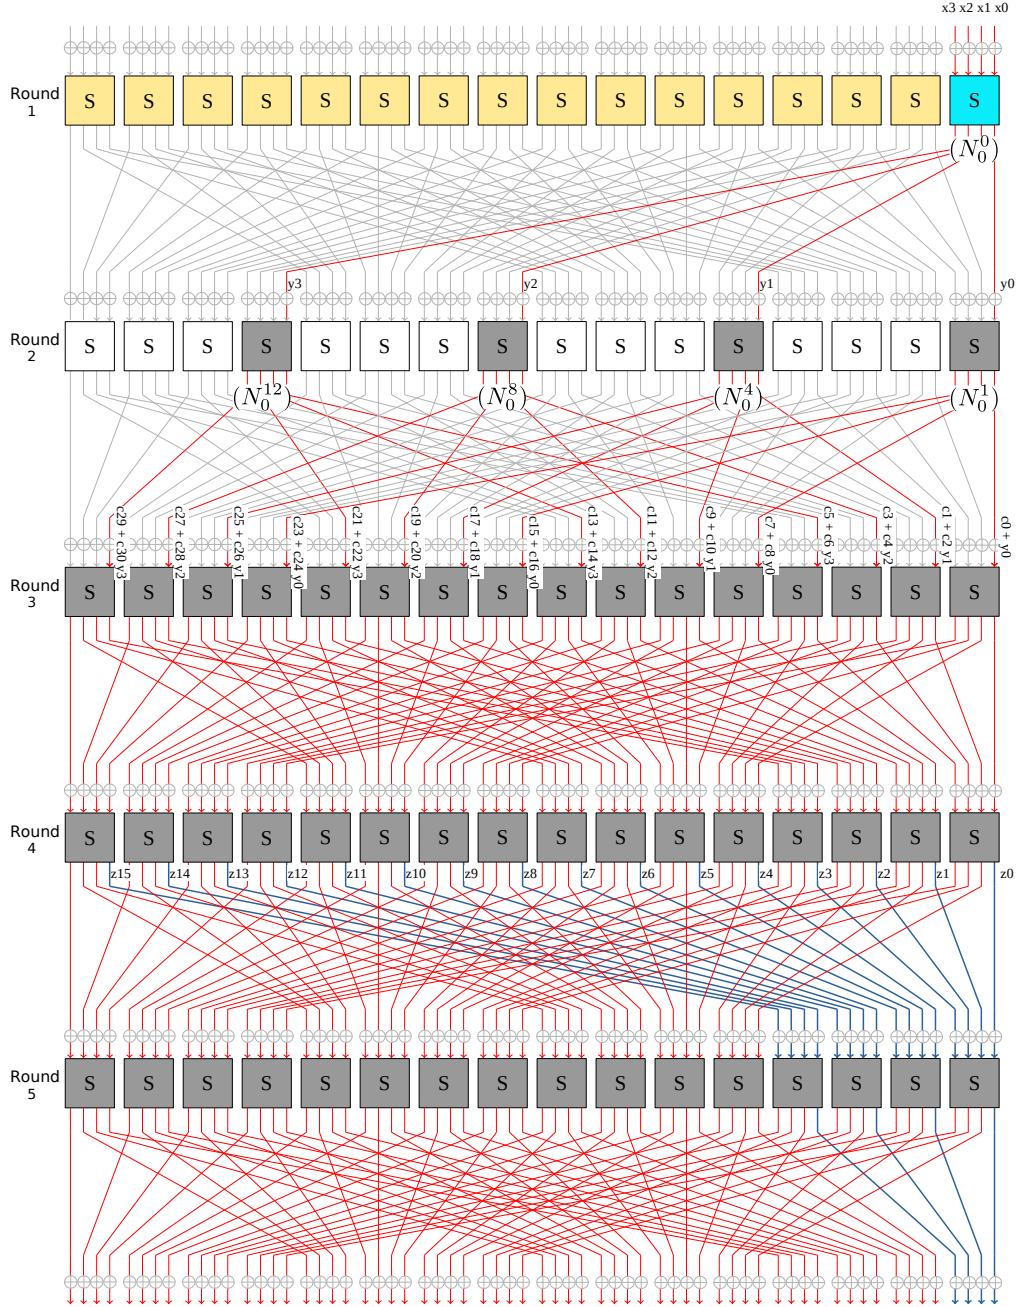 x3 x2 x1 x0
Round
1
S S S S S S S S S S S S S S S S
(N_0^0)
y3 y2 y1 y0
Round
2
S S S S S S S S S S S S S S S S
(N_0^12) (N_0^8) (N_0^4) (N_0^1)
c29 + c30 y3
c27 + c28 y2
c25 + c26 y1
c23 + c24 y0
c21 + c22 y3
c19 + c20 y2
c17 + c18 y1
c15 + c16 y0
c13 + c14 y3
c11 + c12 y2
c9 + c10 y1
c7 + c8 y0
c5 + c6 y3
c3 + c4 y2
c1 + c2 y1
c0 + y0
Round
3
S S S S S S S S S S S S S S S S
Round
4
S S S S S S S S S S S S S S S S
z15 z14 z13 z12 z11 z10 z9 z8 z7 z6 z5 z4 z3 z2 z1 z0
Round
5
S S S S S S S S S S S S S S S S